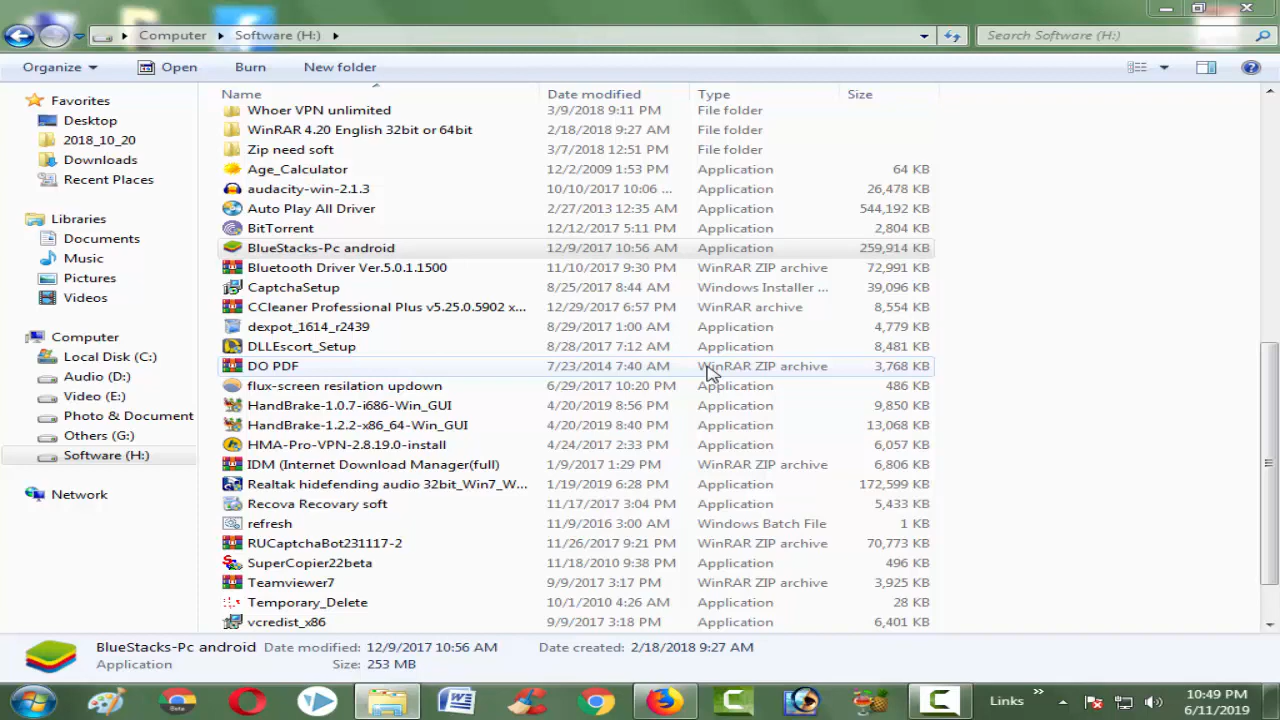 Computer Software (H:) Search Software (H:)
Organize Open Burn New folder
Name Date modified Type Size
Favorites
Desktop
2018_10_20
Downloads
Recent Places
Libraries
Documents
Music
Pictures
Videos
Computer
Local Disk (C:)
Audio (D:)
Video (E:)
Photo & Document
Others (G:)
Software (H:)
Network
Whoer VPN unlimited 3/9/2018 9:11 PM File folder
WinRAR 4.20 English 32bit or 64bit 2/18/2018 9:27 AM File folder
Zip need soft 3/7/2018 12:51 PM File folder
Age_Calculator 12/2/2009 1:53 PM Application 64 KB
audacity-win-2.1.3 10/10/2017 10:06 ... Application 26,478 KB
Auto Play All Driver 2/27/2013 12:35 AM Application 544,192 KB
BitTorrent 12/12/2017 5:11 PM Application 2,804 KB
BlueStacks-Pc android 12/9/2017 10:56 AM Application 259,914 KB
Bluetooth Driver Ver.5.0.1.1500 11/10/2017 9:30 PM WinRAR ZIP archive 72,991 KB
CaptchaSetup 8/25/2017 8:44 AM Windows Installer ... 39,096 KB
CCleaner Professional Plus v5.25.0.5902 x... 12/29/2017 6:57 PM WinRAR archive 8,554 KB
dexpot_1614_r2439 8/29/2017 1:00 AM Application 4,779 KB
DLLEscort_Setup 8/28/2017 7:12 AM Application 8,481 KB
DO PDF 7/23/2014 7:40 AM WinRAR ZIP archive 3,768 KB
flux-screen resilation updown 6/29/2017 10:20 PM Application 486 KB
HandBrake-1.0.7-i686-Win_GUI 4/20/2019 8:56 PM Application 9,850 KB
HandBrake-1.2.2-x86_64-Win_GUI 4/20/2019 8:40 PM Application 13,068 KB
HMA-Pro-VPN-2.8.19.0-install 4/24/2017 2:33 PM Application 6,057 KB
IDM (Internet Download Manager(full) 1/9/2017 1:29 PM WinRAR ZIP archive 6,806 KB
Realtak hidefending audio 32bit_Win7_W... 1/19/2019 6:28 PM Application 172,599 KB
Recova Recovary soft 11/17/2017 3:04 PM Application 5,433 KB
refresh 11/9/2016 3:00 AM Windows Batch File 1 KB
RUCaptchaBot231117-2 11/26/2017 9:21 PM WinRAR ZIP archive 70,773 KB
SuperCopier22beta 11/18/2010 9:38 PM Application 496 KB
Teamviewer7 9/9/2017 3:17 PM WinRAR ZIP archive 3,925 KB
Temporary_Delete 10/1/2010 4:26 AM Application 28 KB
vcredist_x86 9/9/2017 3:18 PM Application 6,401 KB
BlueStacks-Pc android Date modified: 12/9/2017 10:56 AM Date created: 2/18/2018 9:27 AM
Application Size: 253 MB
Beta Links » 10:49 PM
6/11/2019